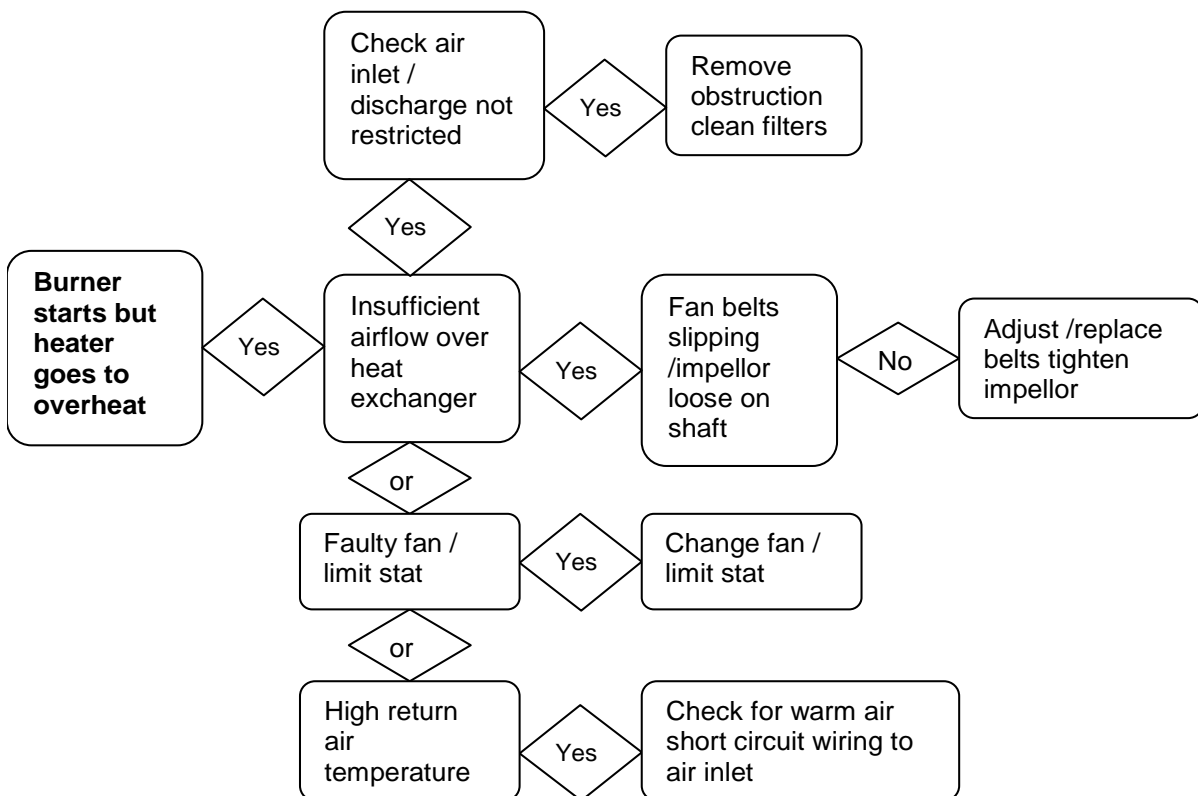 Check air
inlet /
discharge not
restricted
Yes
Remove
obstruction
clean filters
Yes
Burner
starts but
heater
goes to
overheat
Yes
Insufficient
airflow over
heat
exchanger
Yes
Fan belts
slipping
/impellor
loose on
shaft
No
Adjust /replace
belts tighten
impellor
or
Faulty fan /
limit stat
Yes
Change fan /
limit stat
or
High return
air
temperature
Yes
Check for warm air
short circuit wiring to
air inlet